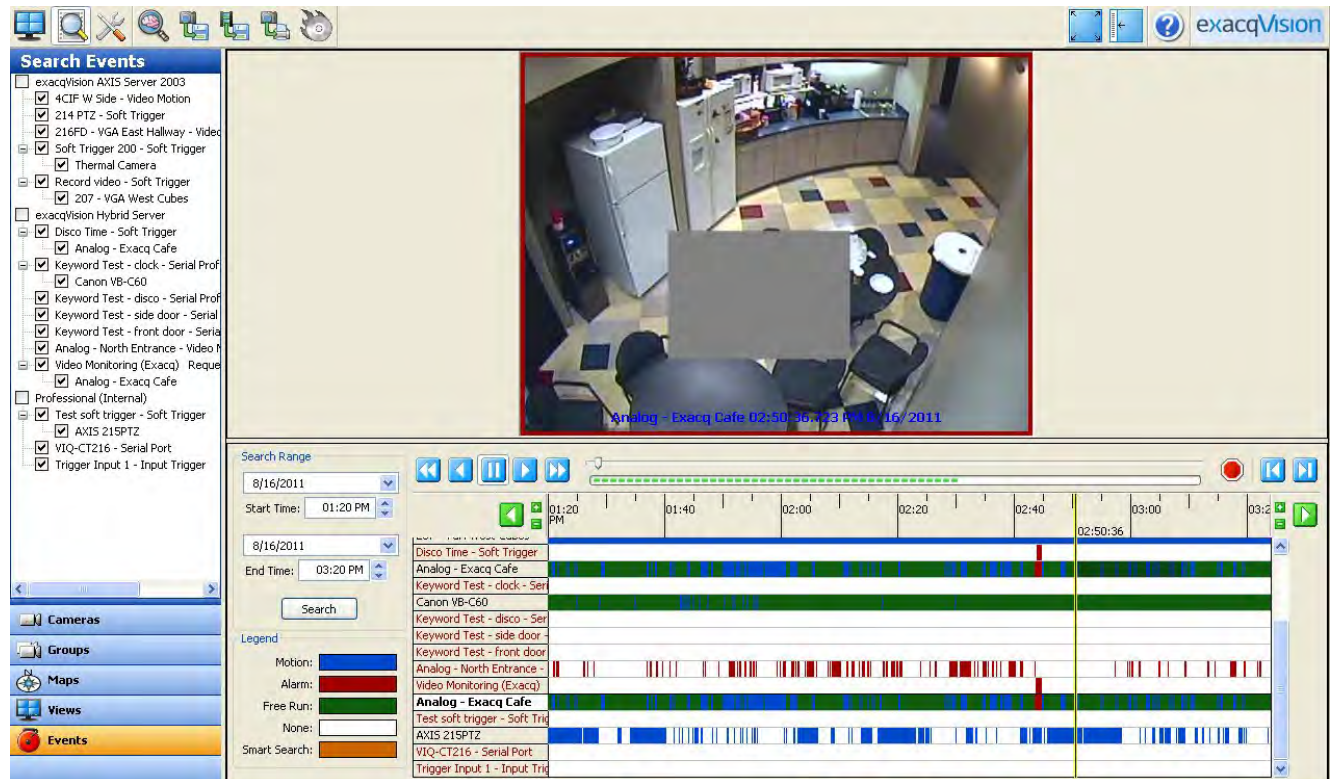 exacqVision
Search Events
exacqVision AXIS Server 2003
4CIF W Side - Video Motion
214 PTZ - Soft Trigger
216FD - VGA East Hallway - Video
Soft Trigger 200 - Soft Trigger
Thermal Camera
Record video - Soft Trigger
207 - VGA West Cubes
exacqVision Hybrid Server
Disco Time - Soft Trigger
Analog - Exacq Cafe
Keyword Test - clock - Serial Prof
Canon VB-C60
Keyword Test - disco - Serial Prof
Keyword Test - side door - Serial
Keyword Test - front door - Seria
Analog - North Entrance - Video M
Video Monitoring (Exacq) Reque
Analog - Exacq Cafe
Professional (Internal)
Test soft trigger - Soft Trigger
AXIS 215PTZ
VIQ-CT216 - Serial Port
Trigger Input 1 - Input Trigger
Cameras
Groups
N
Maps
Views
Events
Analog - Exacq Cafe 02:50:36.723 PM 8/16/2011
Search Range
8/16/2011
Start Time: 01:20 PM
8/16/2011
End Time: 03:20 PM
Search
Legend
Motion:
Alarm:
Free Run:
None:
Smart Search:
01:20 PM 01:40 02:00 02:20 02:40 03:00 03:2
02:50:36
Disco Time - Soft Trigger
Analog - Exacq Cafe
Keyword Test - clock - Seri
Canon VB-C60
Keyword Test - disco - Ser
Keyword Test - side door -
Keyword Test - front door
Analog - North Entrance -
Video Monitoring (Exacq)
Analog - Exacq Cafe
Test soft trigger - Soft Trig
AXIS 215PTZ
VIQ-CT216 - Serial Port
Trigger Input 1 - Input Trig